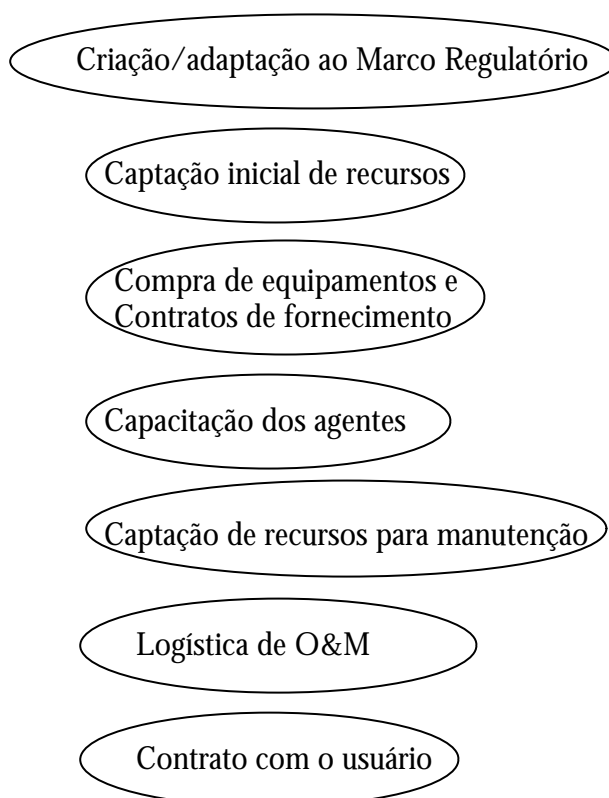 Criação/adaptação ao Marco Regulatório
Captação inicial de recursos
Compra de equipamentos e
Contratos de fornecimento
Capacitação dos agentes
Captação de recursos para manutenção
Logística de O&M
Contrato com o usuário